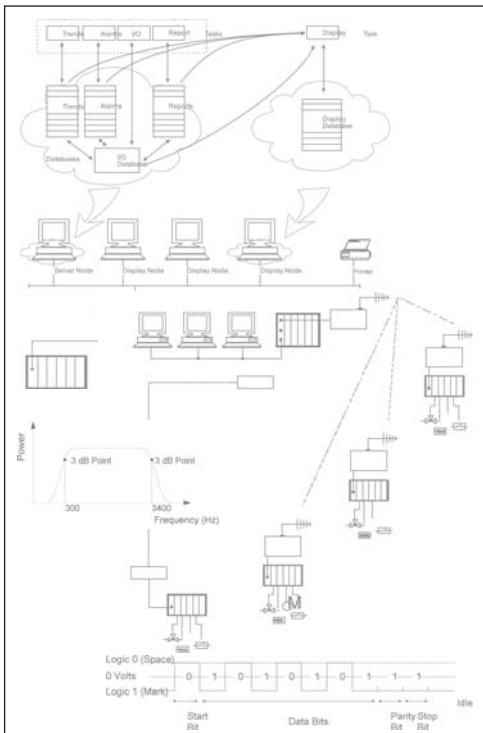 Trends Alarms I/O Report Tasks
Display Task
Trends Alarms Reports
Display
Database
Databases
I/O
Database
Server Node Display Node Display Node Display Node Printer
Power
3 dB Point 3 dB Point
300 3400
Frequency (Hz)
M
Logic 0 (Space)
0 Volts 0 1 0 1 0 1 0 1 1 1
Logic 1 (Mark)
Idle
Start
Bit
Data Bits
Parity
Bit
Stop
Bit